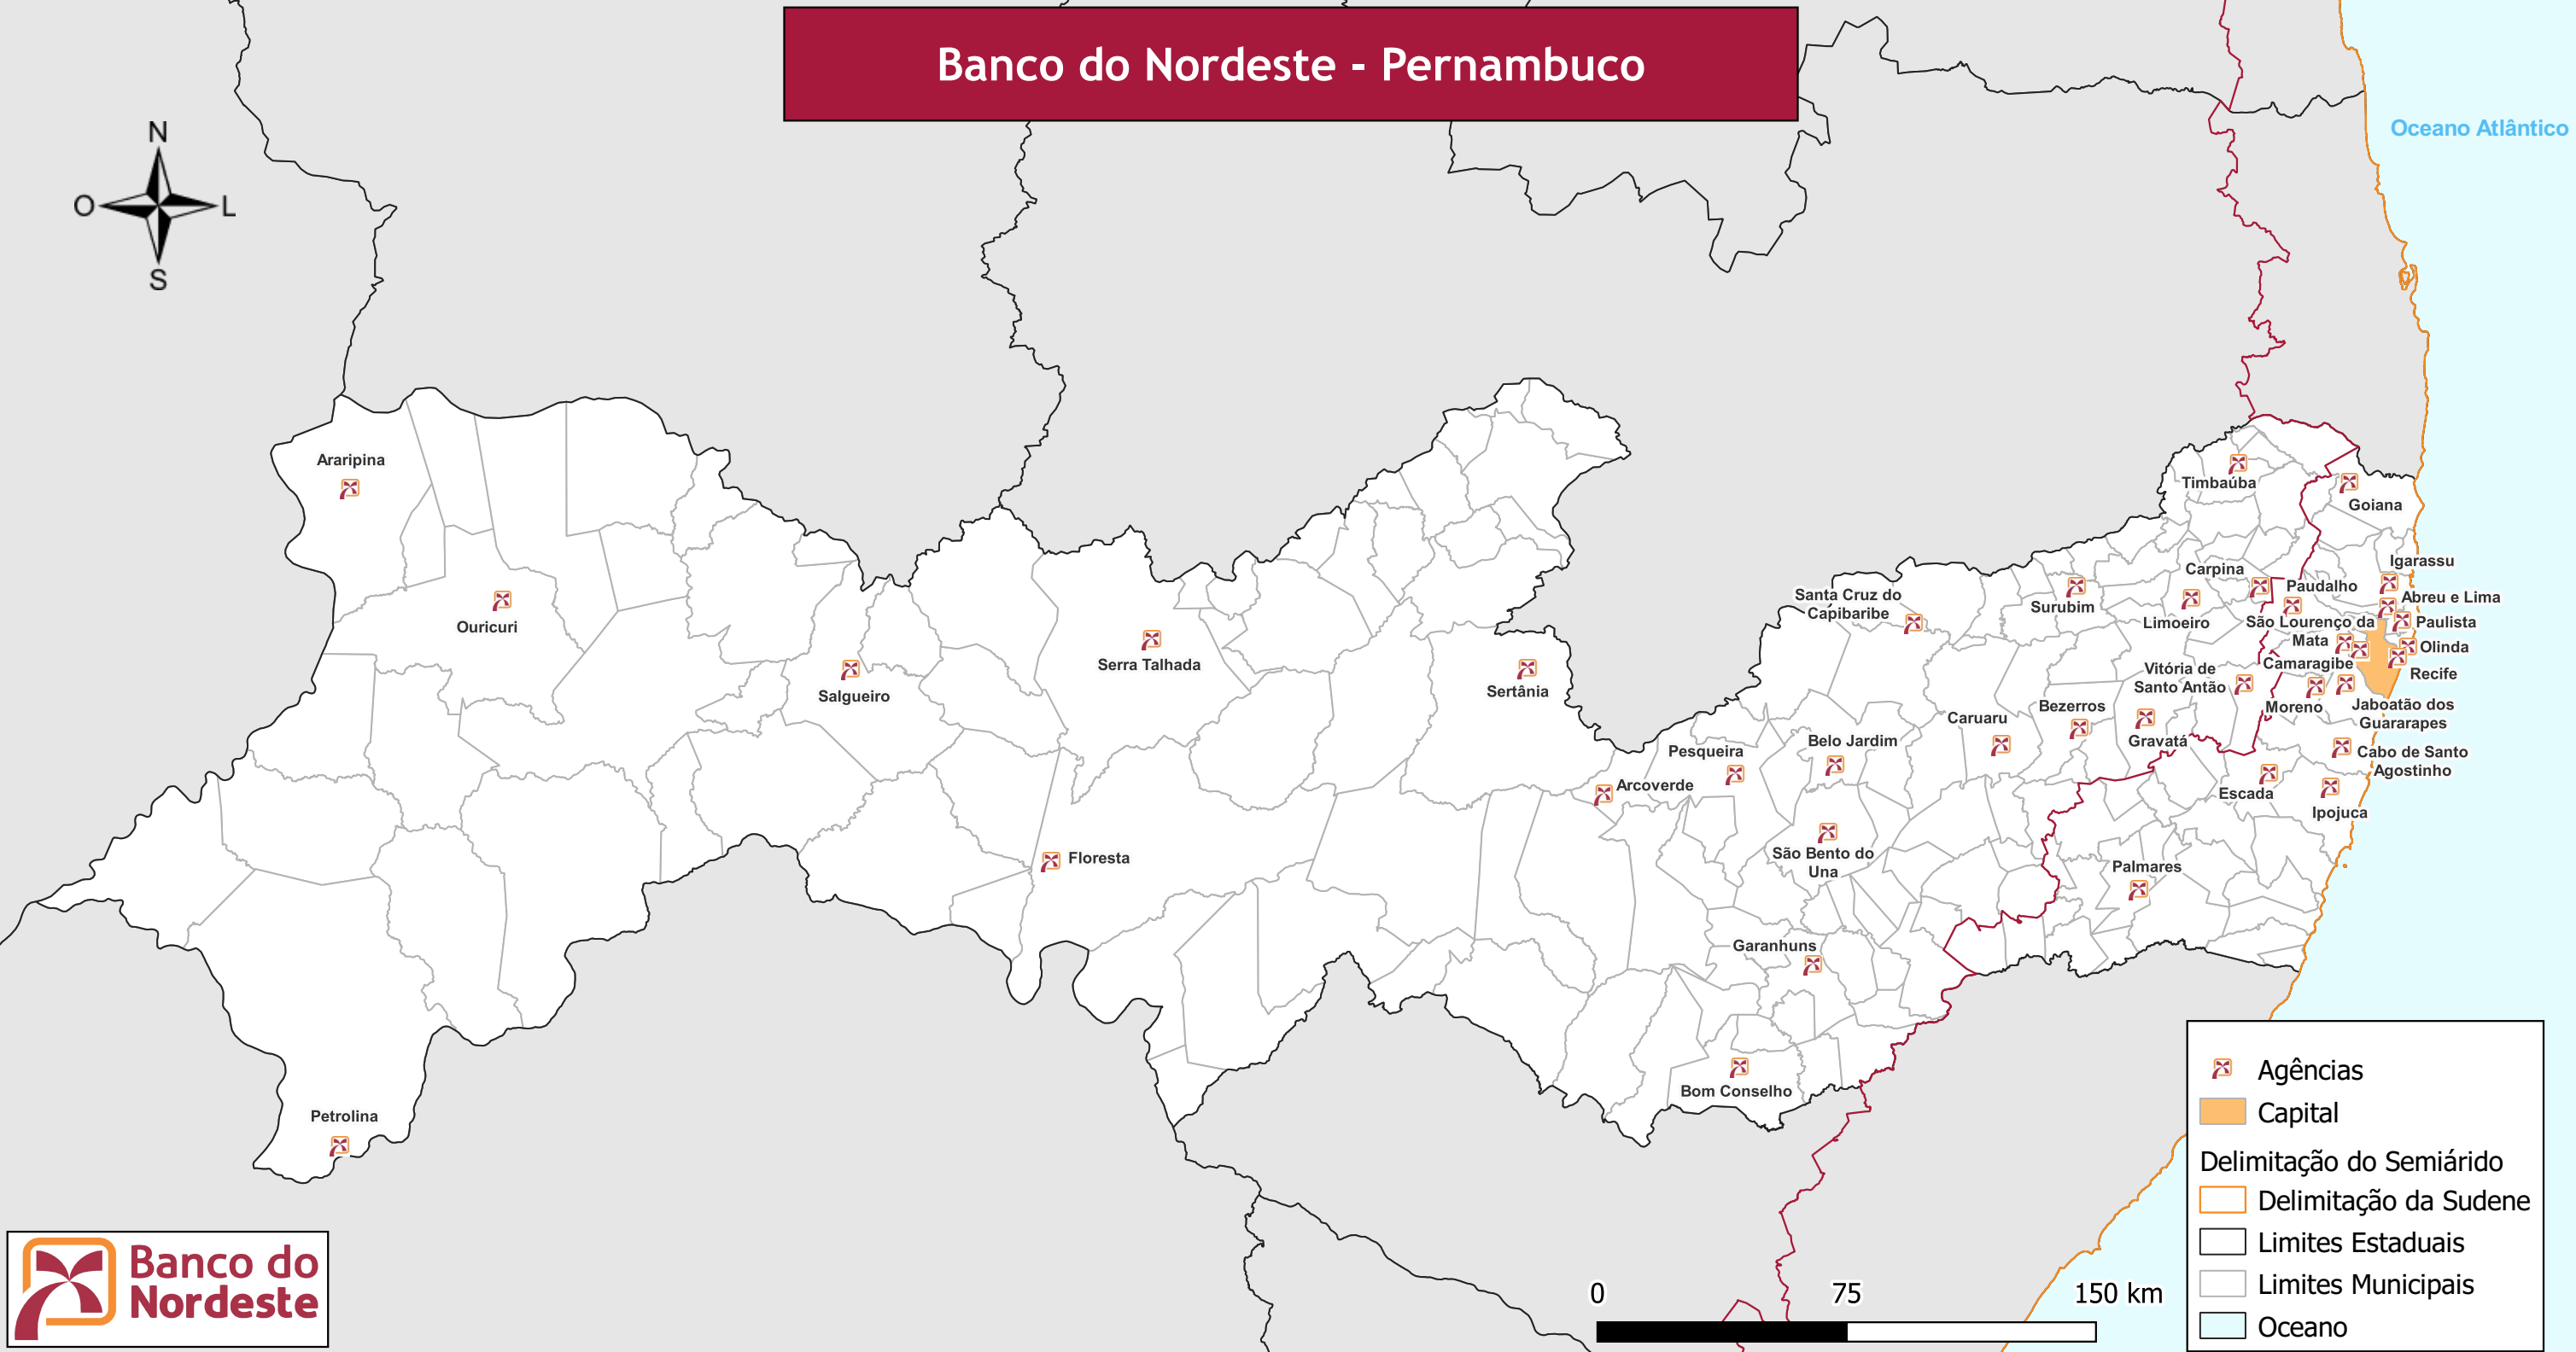 Banco do Nordeste - Pernambuco
Oceano Atlântico
N
O
L
S
Araripina
Timbaúba
Goiana
Igarassu
Carpina
Paudalho
Abreu e Lima
Santa Cruz do
Capibaribe
Surubim
Limoeiro
São Lourenço da
Mata
Paulista
Olinda
Ouricuri
Serra Talhada
Camaragibe
Recife
Salgueiro
Sertânia
Vitória de
Santo Antão
Moreno
Jaboatão dos
Guararapes
Bezerros
Caruaru
Gravatá
Belo Jardim
Pesqueira
Cabo de Santo
Agostinho
Arcoverde
Escada
Ipojuca
Floresta
São Bento do
Una
Palmares
Garanhuns
Bom Conselho
Petrolina
Agências
Capital
Delimitação do Semiárido
Delimitação da Sudene
Limites Estaduais
Limites Municipais
Oceano
0
75
150 km
Banco do
Nordeste